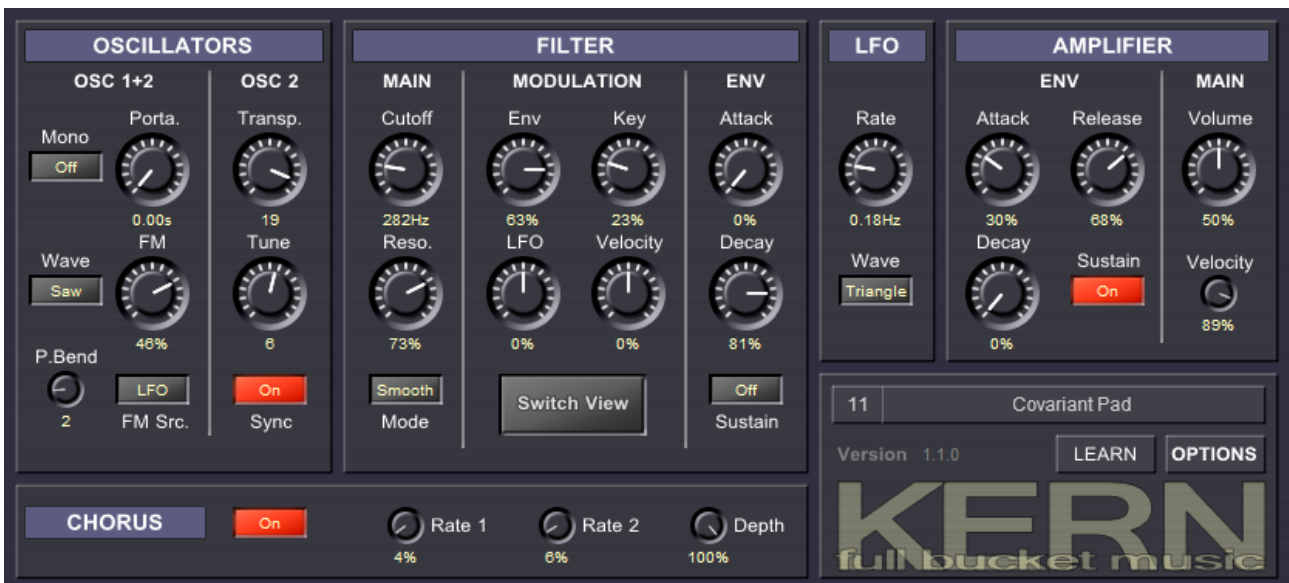 OSCILLATORS
OSC 1+2
OSC 2
Porta.
Transp.
Mono
Off
0.00s
19
FM
Tune
Wave
Saw
46%
6
P.Bend
LFO
On
2
FM Src.
Sync
FILTER
MAIN
MODULATION
ENV
Cutoff
Env
Key
Attack
282Hz
63%
23%
0%
Reso.
LFO
Velocity
Decay
73%
0%
0%
81%
Smooth
Switch View
Off
Mode
Sustain
LFO
Rate
0.18Hz
Wave
Triangle
AMPLIFIER
ENV
MAIN
Attack
Release
Volume
30%
68%
50%
Decay
Sustain
Velocity
On
0%
89%
11
Covariant Pad
Version 1.1.0
LEARN
OPTIONS
KERN
full bucket music
CHORUS
On
Rate 1
Rate 2
Depth
4%
6%
100%